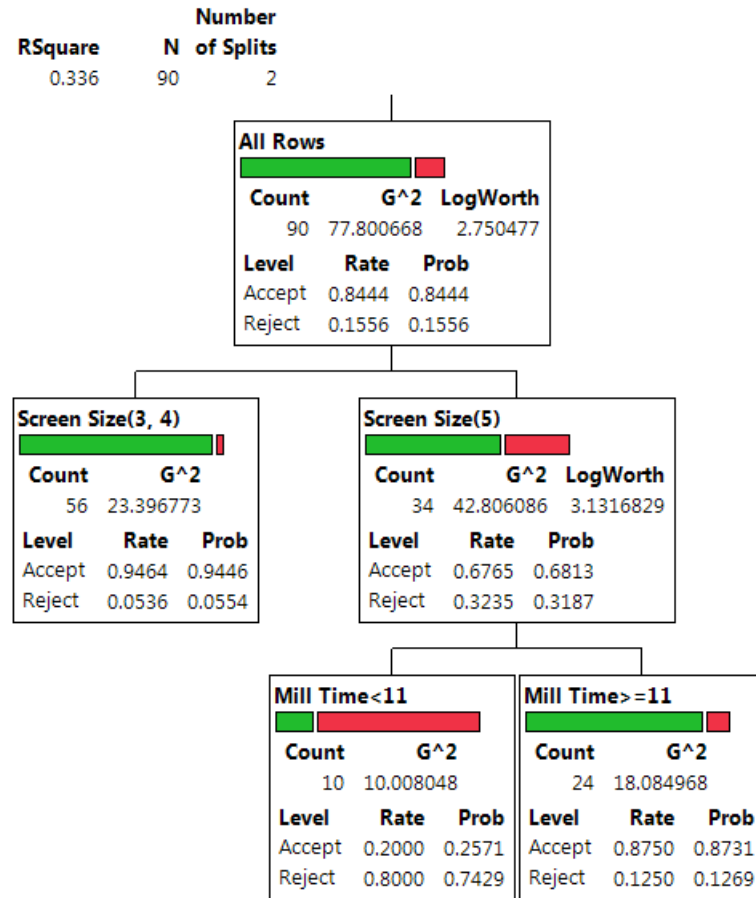 Number
RSquare N of Splits
0.336 90 2
All Rows
Count G^2 LogWorth
90 77.800668 2.750477
Level Rate Prob
Accept 0.8444 0.8444
Reject 0.1556 0.1556
Screen Size(3, 4)
Count G^2
56 23.396773
Level Rate Prob
Accept 0.9464 0.9446
Reject 0.0536 0.0554
Screen Size(5)
Count G^2 LogWorth
34 42.806086 3.1316829
Level Rate Prob
Accept 0.6765 0.6813
Reject 0.3235 0.3187
Mill Time<11
Count G^2
10 10.008048
Level Rate Prob
Accept 0.2000 0.2571
Reject 0.8000 0.7429
Mill Time>=11
Count G^2
24 18.084968
Level Rate Prob
Accept 0.8750 0.8731
Reject 0.1250 0.1269